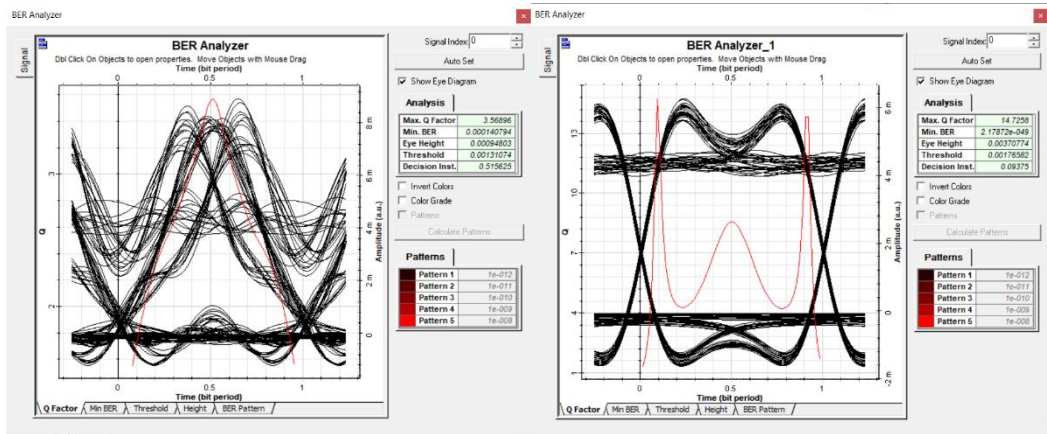 BER Analyzer
×
Signal
BER Analyzer
Dbl Click On Objects to open properties. Move Objects with Mouse Drag
Time (bit period)
0 0.5 1
Q
3
2
Amplitude (a.u.)
8 m
6 m
4 m
2 m
0
0 0.5 1
Time (bit period)
Q Factor Min BER Threshold Height BER Pattern
Signal Index: 0
Auto Set
Show Eye Diagram
Analysis
Max. Q Factor 3.56896
Min. BER 0.000140794
Eye Height 0.00094803
Threshold 0.00131074
Decision Inst. 0.515625
Invert Colors
Color Grade
Patterns
Calculate Patterns
Patterns
Pattern 1 1e-012
Pattern 2 1e-011
Pattern 3 1e-010
Pattern 4 1e-009
Pattern 5 1e-008
BER Analyzer
×
Signal
BER Analyzer_1
Dbl Click On Objects to open properties. Move Objects with Mouse Drag
Time (bit period)
0 0.5 1
Q
13
10
7
4
1
Amplitude (a.u.)
6 m
4 m
2 m
0
-2 m
0 0.5 1
Time (bit period)
Q Factor Min BER Threshold Height BER Pattern
Signal Index: 0
Auto Set
Show Eye Diagram
Analysis
Max. Q Factor 14.7258
Min. BER 2.17872e-049
Eye Height 0.00370774
Threshold 0.00176582
Decision Inst. 0.09375
Invert Colors
Color Grade
Patterns
Calculate Patterns
Patterns
Pattern 1 1e-012
Pattern 2 1e-011
Pattern 3 1e-010
Pattern 4 1e-009
Pattern 5 1e-008